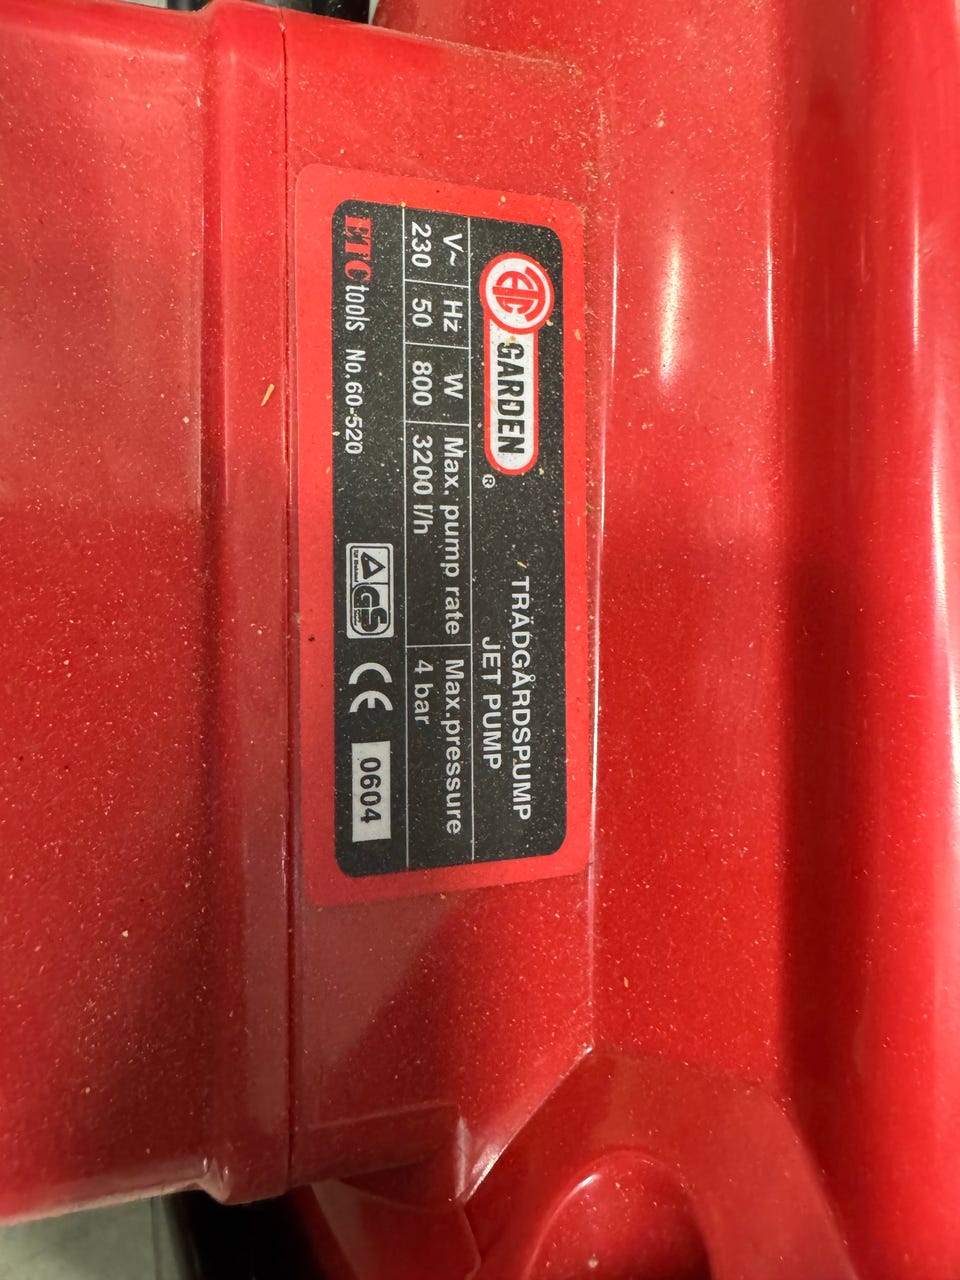 ETC GARDEN ®
TRÄDGÅRDSPUMP
JET PUMP
V~ Hz W Max. pump rate Max.pressure
230 50 800 3200 l/h 4 bar
ETC tools No.60-520 GS CE 0604